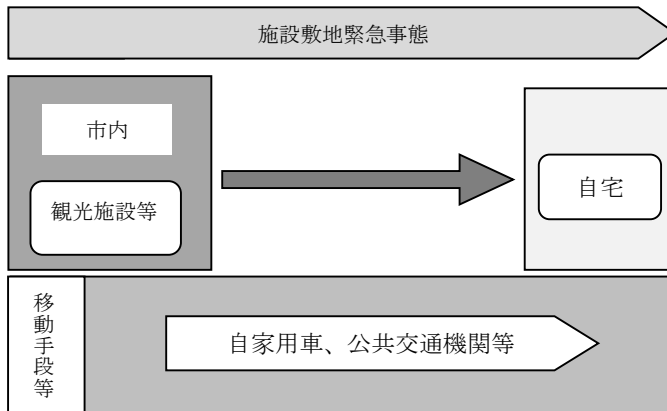 施設敷地緊急事態
市内
観光施設等
自宅
移動手段等
自家用車、公共交通機関等